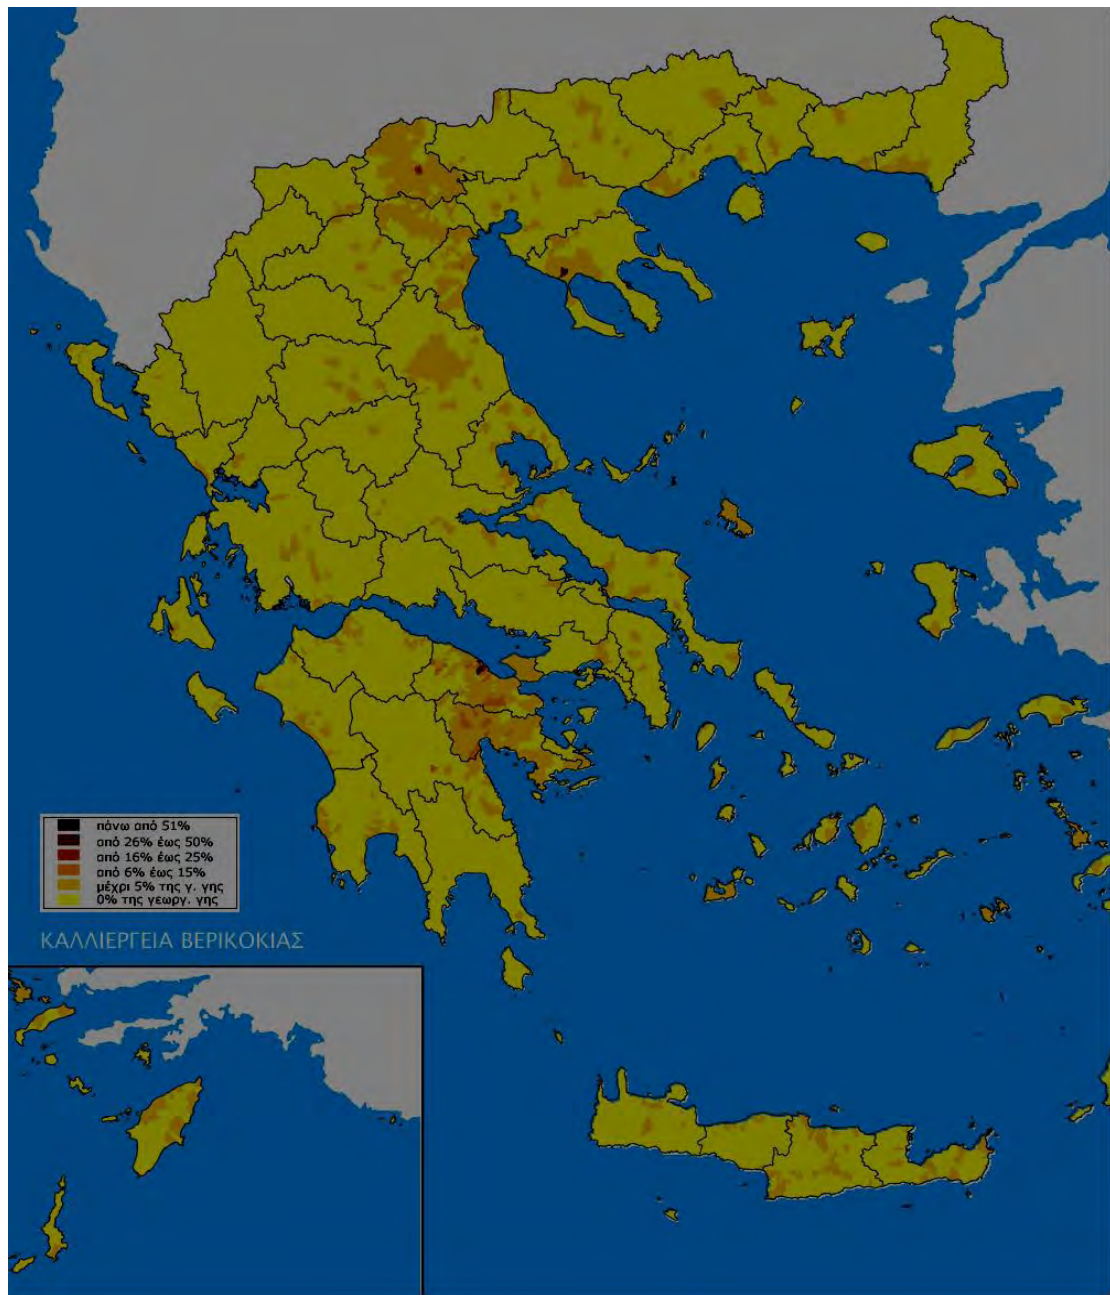 πάνω από 51%
από 26% έως 50%
από 16% έως 25%
από 6% έως 15%
μέχρι 5% της γ. γης
0% της γεωργ. γης
ΚΑΛΛΙΕΡΓΕΙΑ ΒΕΡΙΚΟΚΙΑΣ